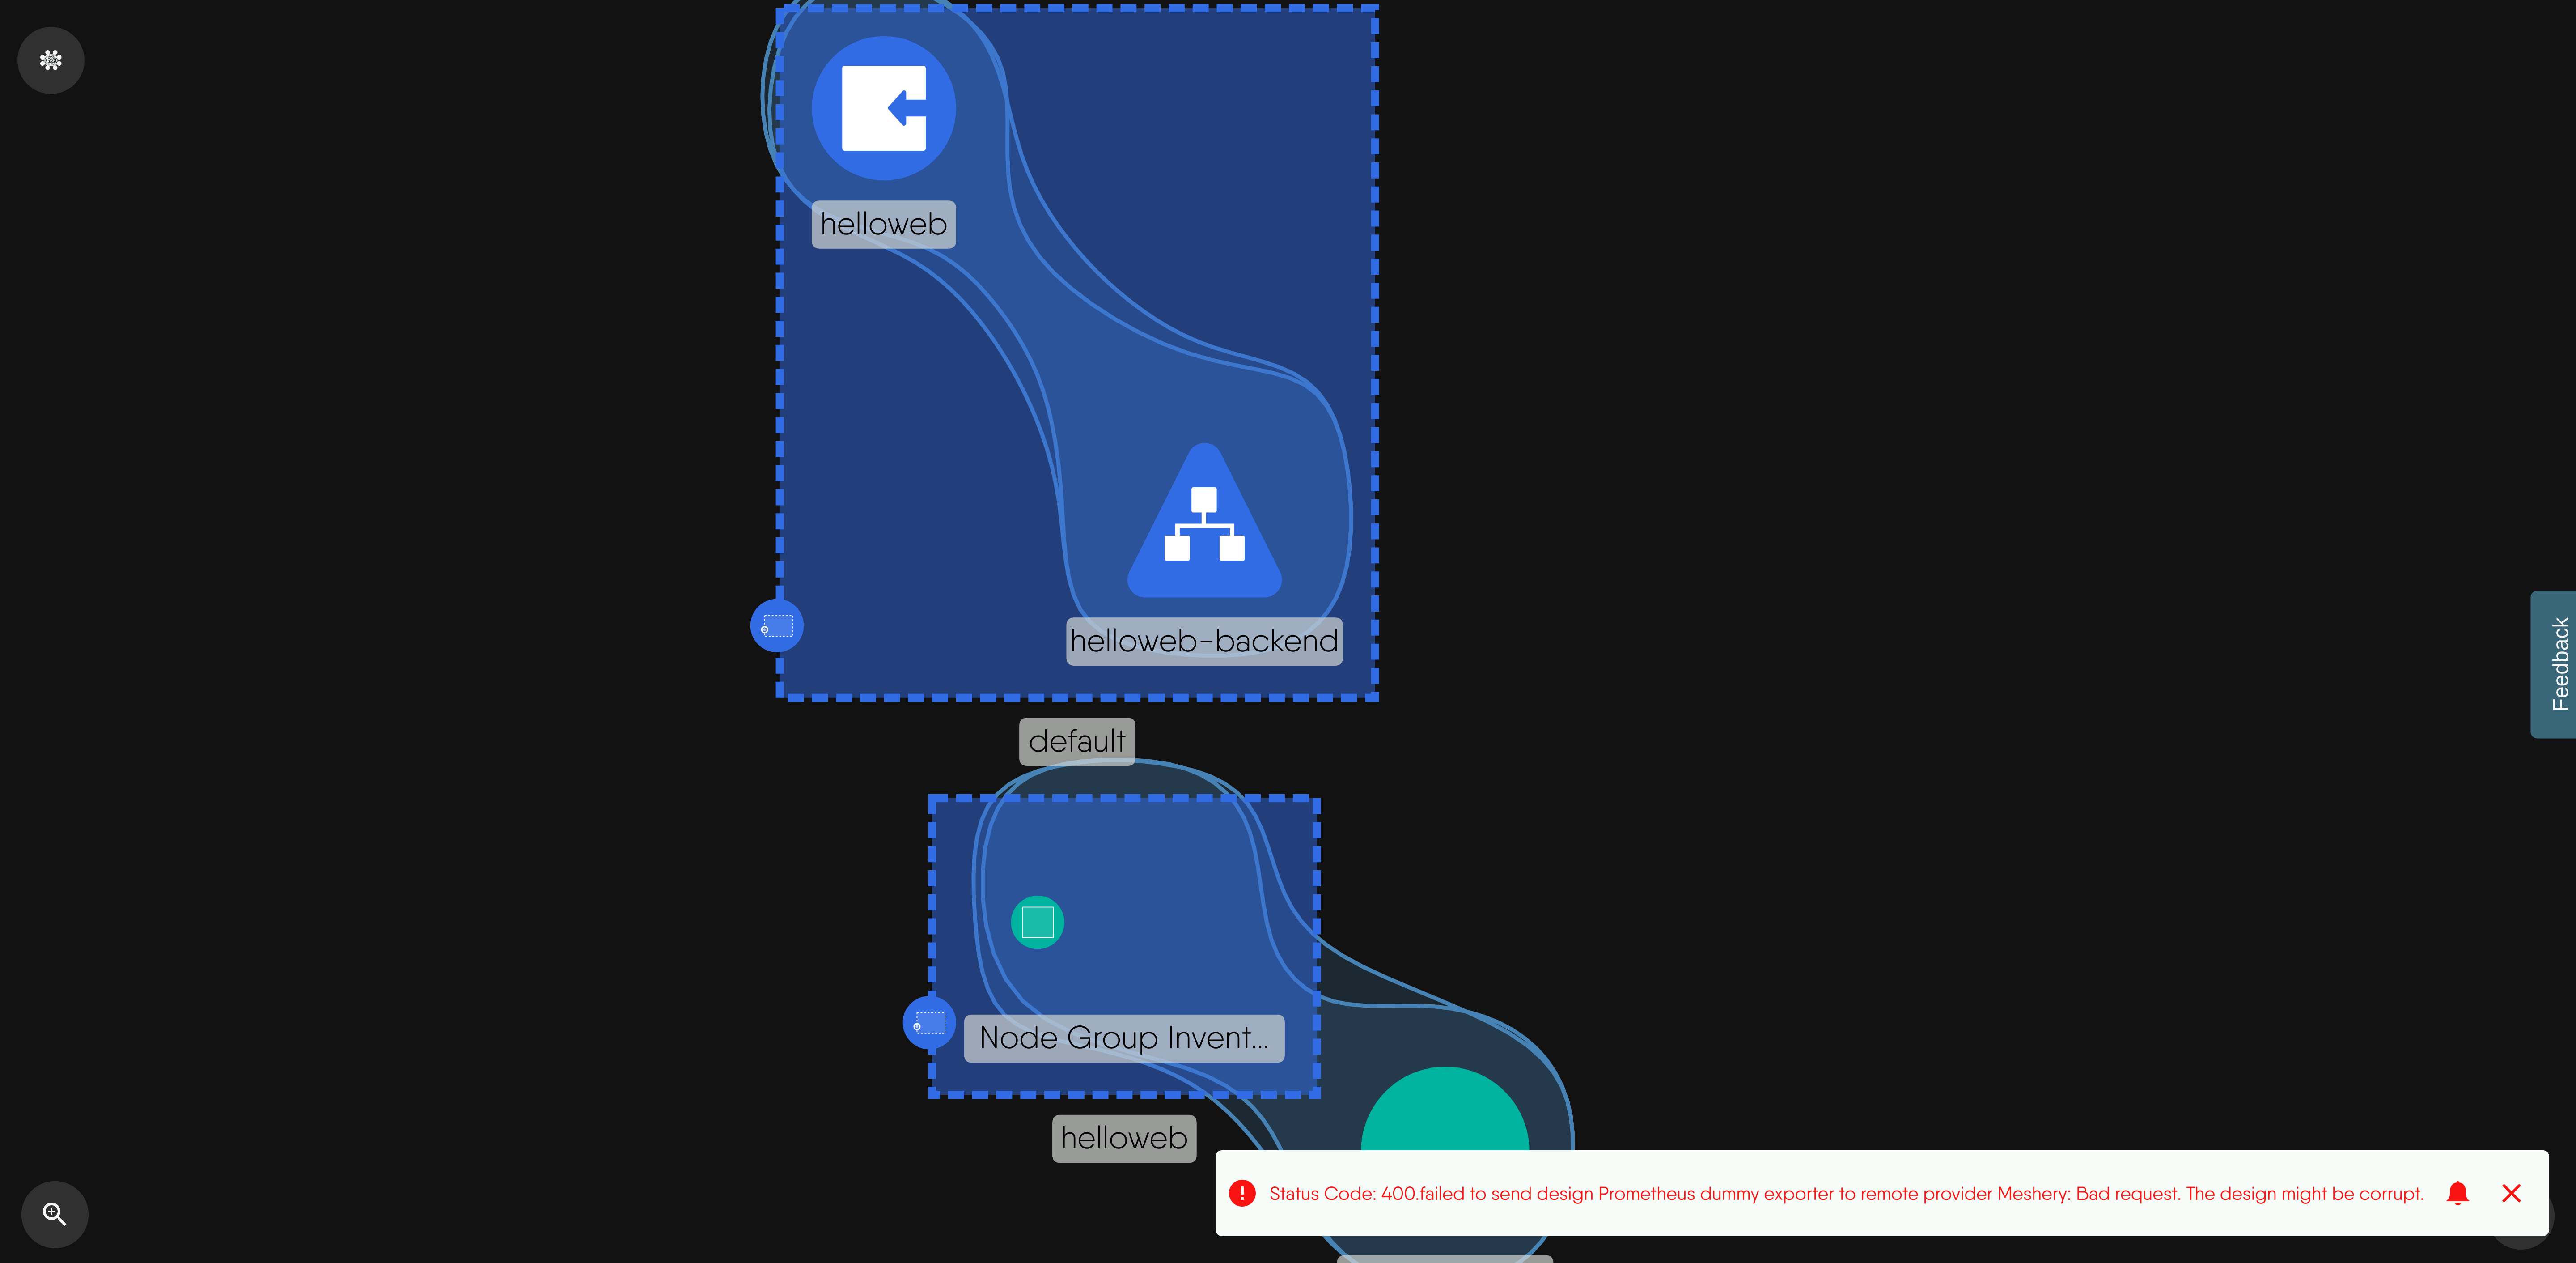 helloweb
helloweb-backend
default
Node Group Invent...
helloweb
Status Code: 400.failed to send design Prometheus dummy exporter to remote provider Meshery: Bad request. The design might be corrupt.
Feedback